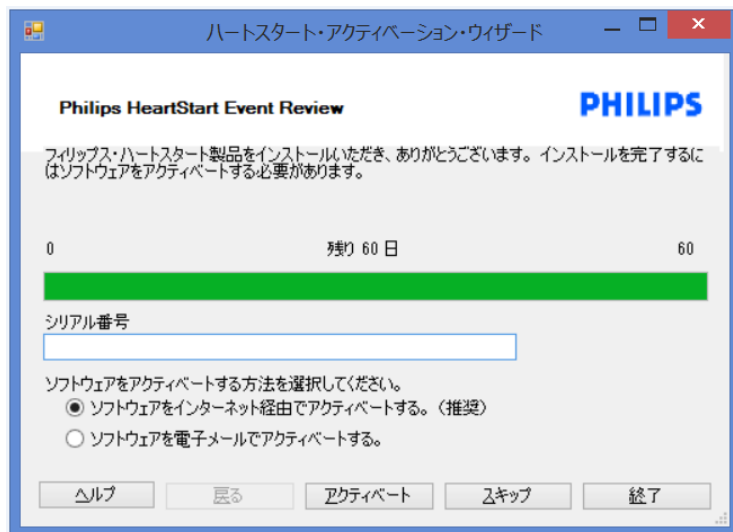 ハートスタート・アクティベーション・ウィザード
Philips HeartStart Event Review
PHILIPS
フィリップス・ハートスタート製品をインストールいただき、ありがとうございます。インストールを完了するに
はソフトウェアをアクティベートする必要があります。
0 残り 60 日 60
シリアル番号
ソフトウェアをアクティベートする方法を選択してください。
ソフトウェアをインターネット経由でアクティベートする。(推奨)
ソフトウェアを電子メールでアクティベートする。
ヘルプ 戻る アクティベート スキップ 終了